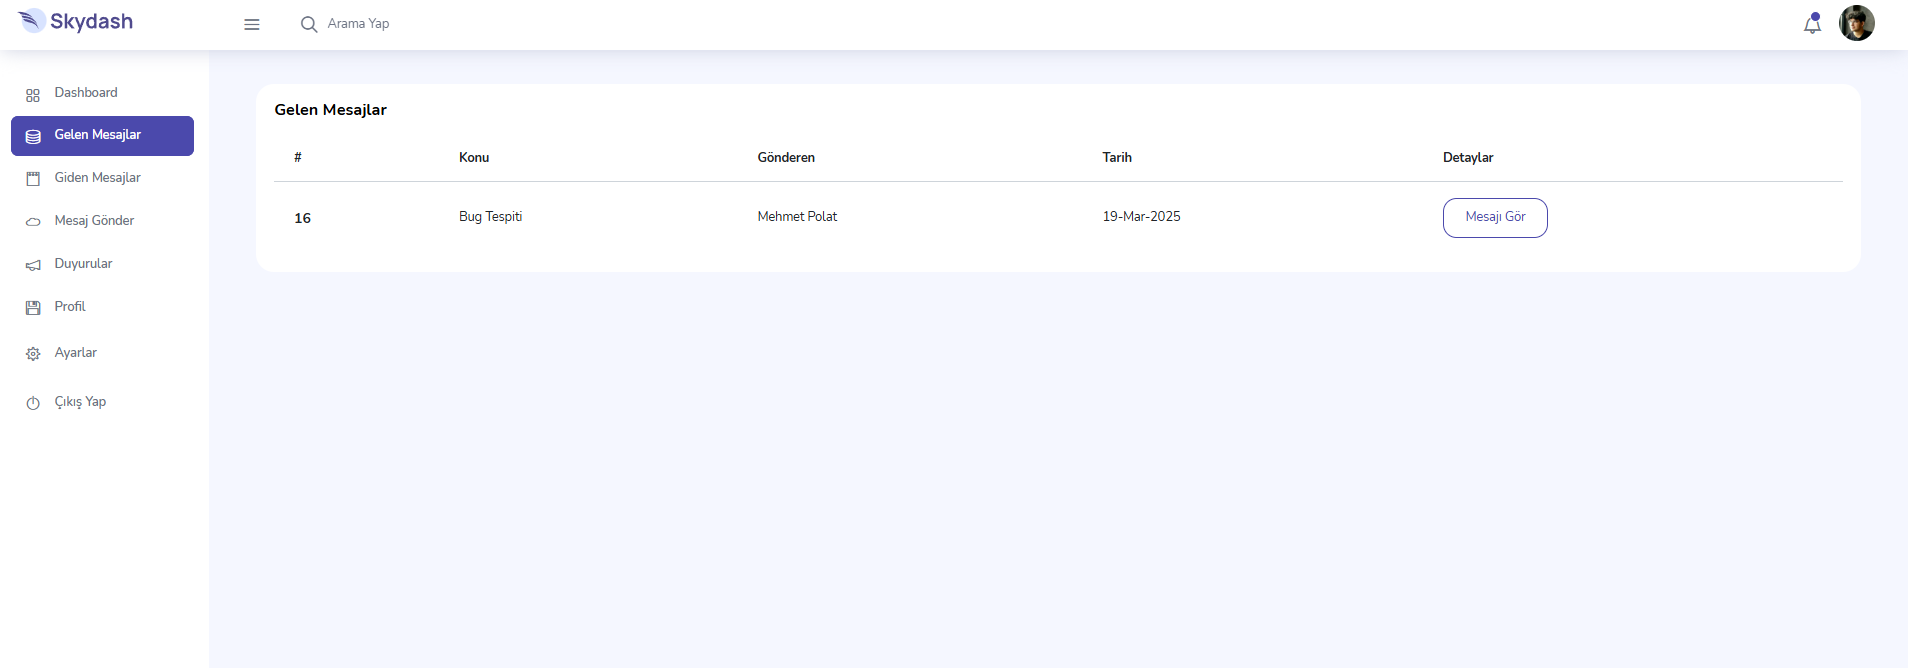 Skydash
Arama Yap
Dashboard
Gelen Mesajlar
Giden Mesajlar
Mesaj Gönder
Duyurular
Profil
Ayarlar
Çıkış Yap
Gelen Mesajlar
# Konu Gönderen Tarih Detaylar
16 Bug Tespiti Mehmet Polat 19-Mar-2025 Mesajı Gör